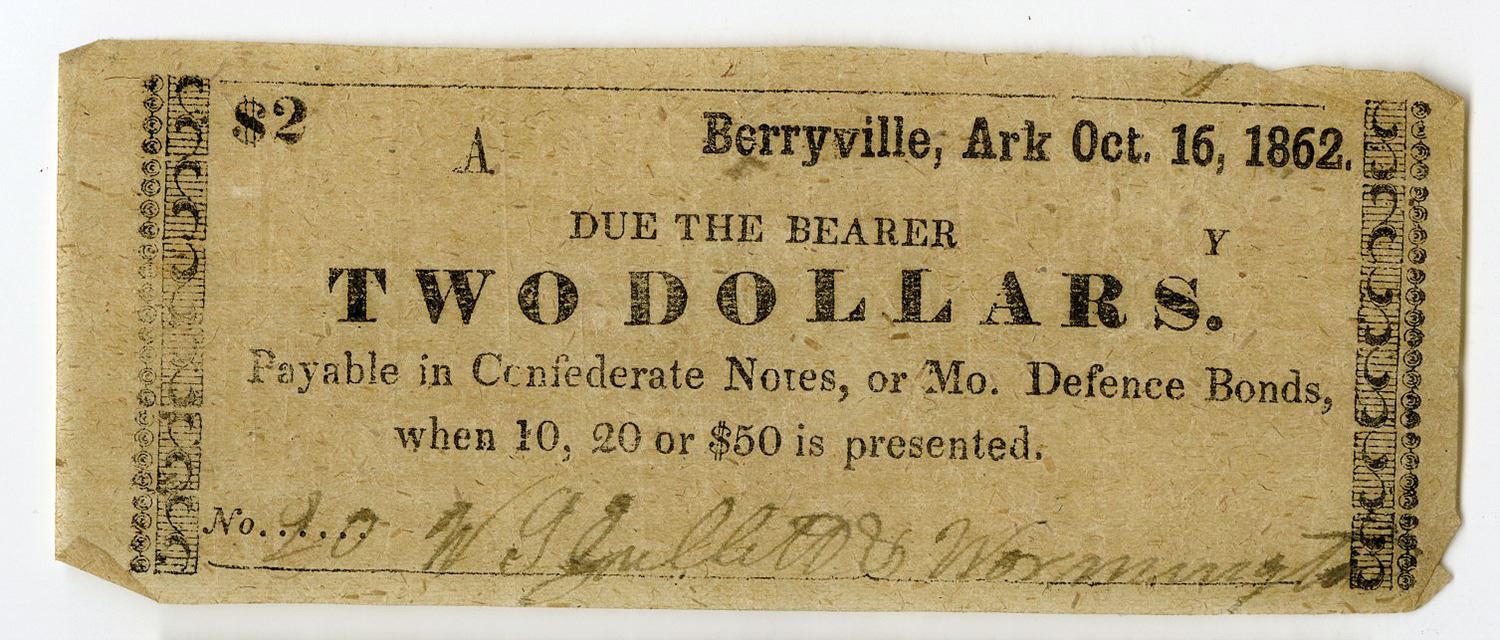 $2 A Berryville, Ark Oct. 16, 1862.
DUE THE BEARER Y
TWO DOLLARS.
Payable in Confederate Notes, or Mo. Defence Bonds,
when 10, 20 or $50 is presented.
No. ...... 20 W & Wormington